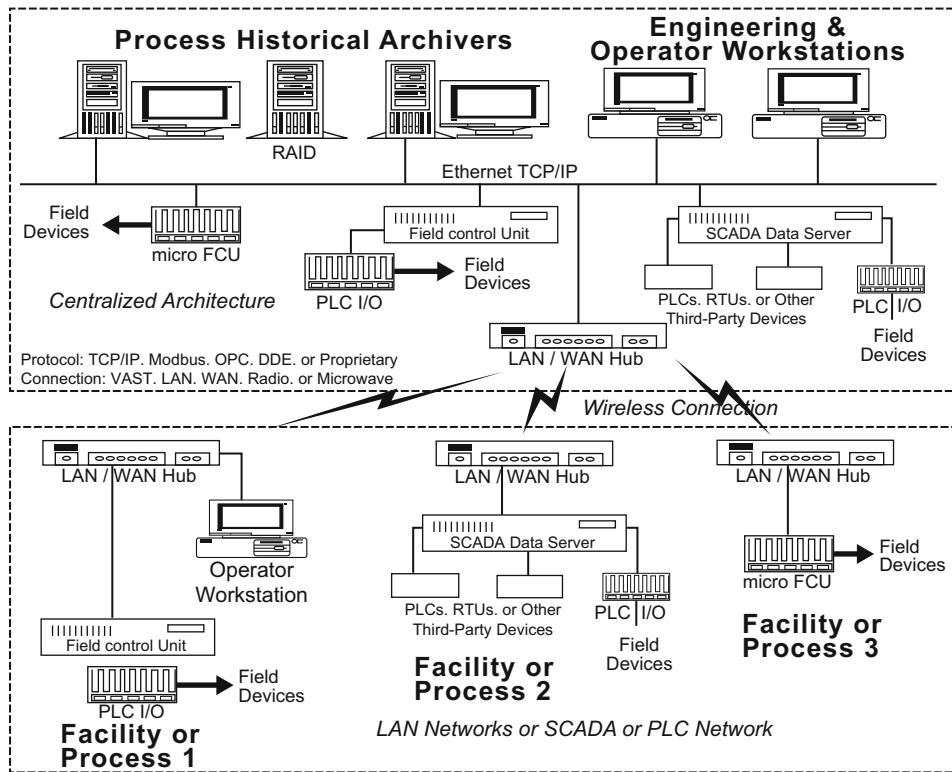 Process Historical Archivers
Engineering &
Operator Workstations
RAID
Ethernet TCP/IP
Field
Devices
micro FCU
Field control Unit
PLC I/O
Field
Devices
SCADA Data Server
PLCs. RTUs. or Other
Third-Party Devices
PLC I/O
Field
Devices
Centralized Architecture
LAN / WAN Hub
Protocol: TCP/IP. Modbus. OPC. DDE. or Proprietary
Connection: VAST. LAN. WAN. Radio. or Microwave
Wireless Connection
LAN / WAN Hub
Operator
Workstation
Field control Unit
PLC I/O
Field
Devices
Facility or
Process 1
LAN / WAN Hub
SCADA Data Server
PLCs. RTUs. or Other
Third-Party Devices
PLC I/O
Field
Devices
Facility or
Process 2
LAN / WAN Hub
micro FCU
Field
Devices
Facility or
Process 3
LAN Networks or SCADA or PLC Network